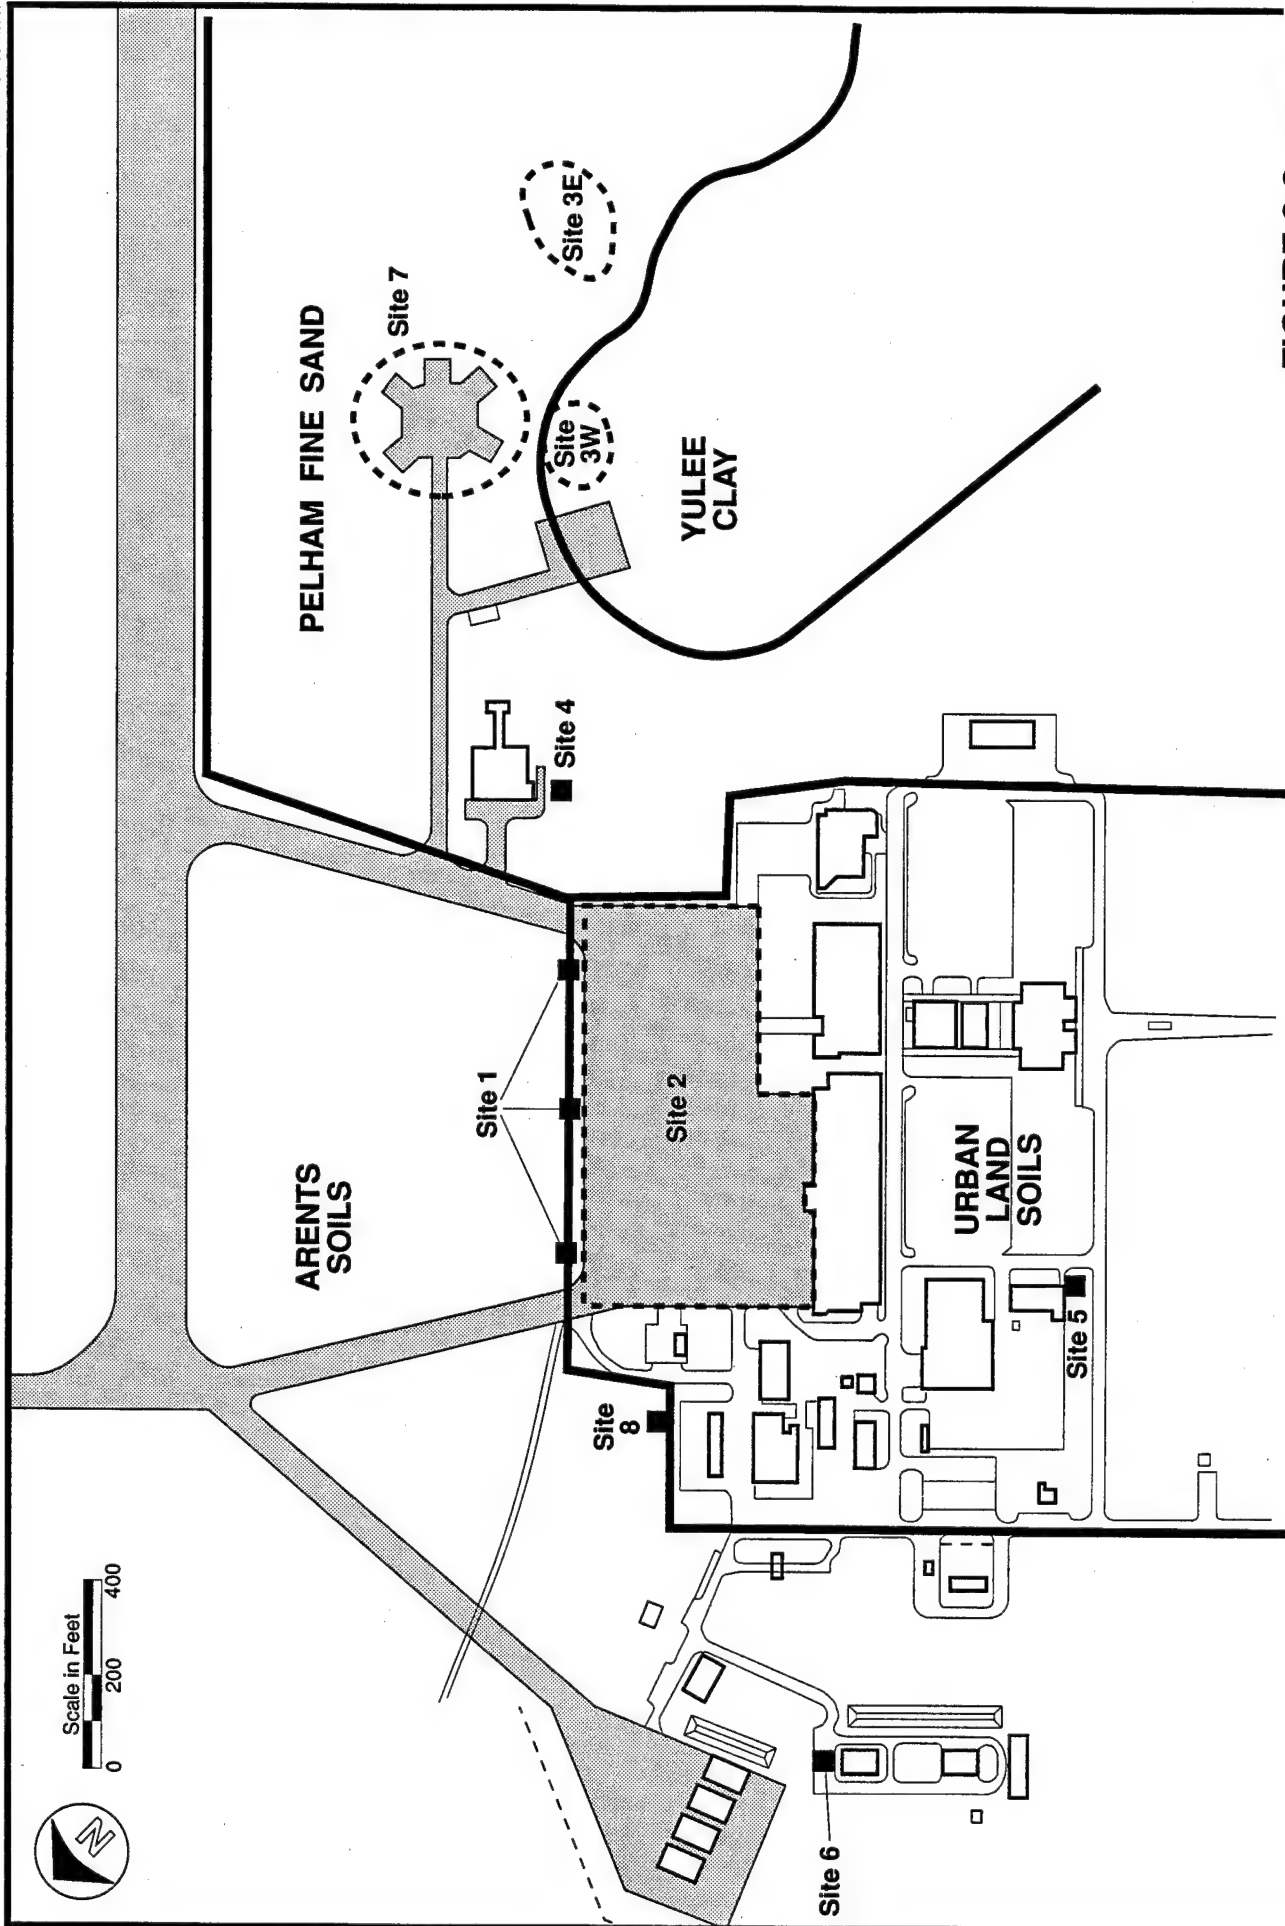 PELHAM FINE SAND
Site 7
Site 3E
Site
3W
YULEE
CLAY
Site 4
Site 1
Site 2
ARENTS
SOILS
URBAN
LAND
SOILS
Site 5
Site
8
Scale in Feet
0
200
400
N
Site 6